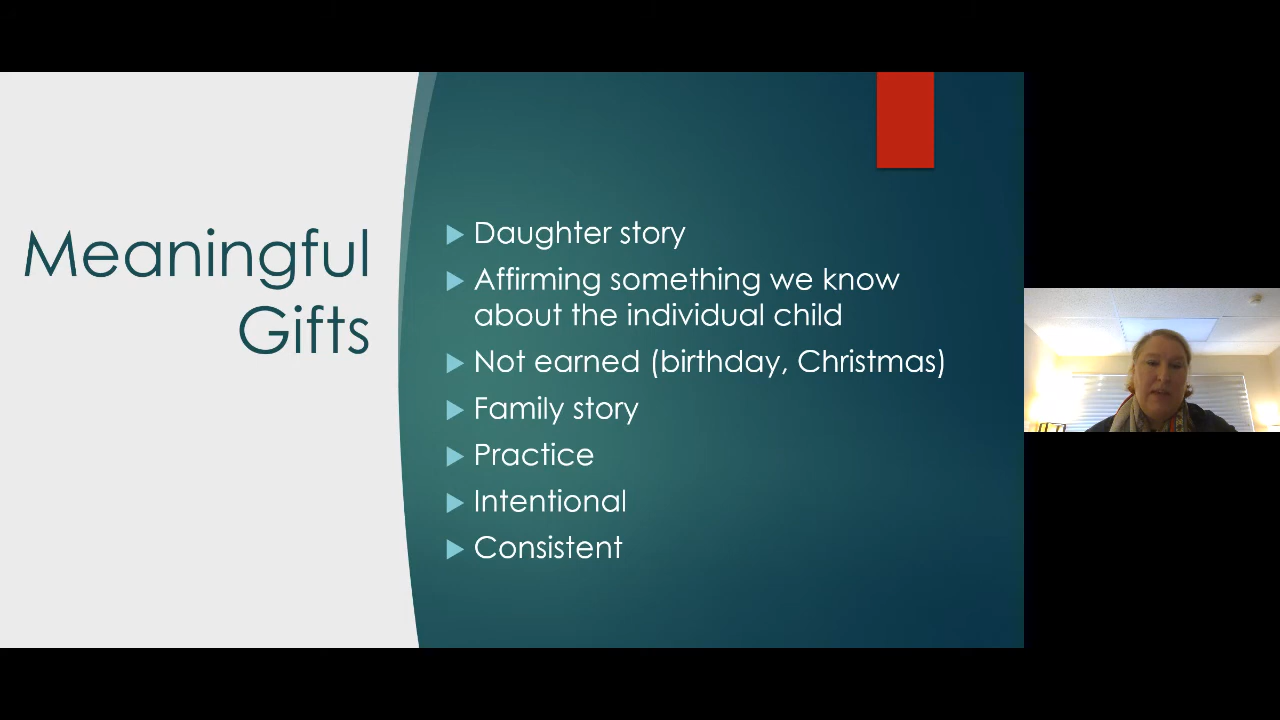 Meaningful
Gifts
Daughter story
Affirming something we know
about the individual child
Not earned (birthday, Christmas)
Family story
Practice
Intentional
Consistent